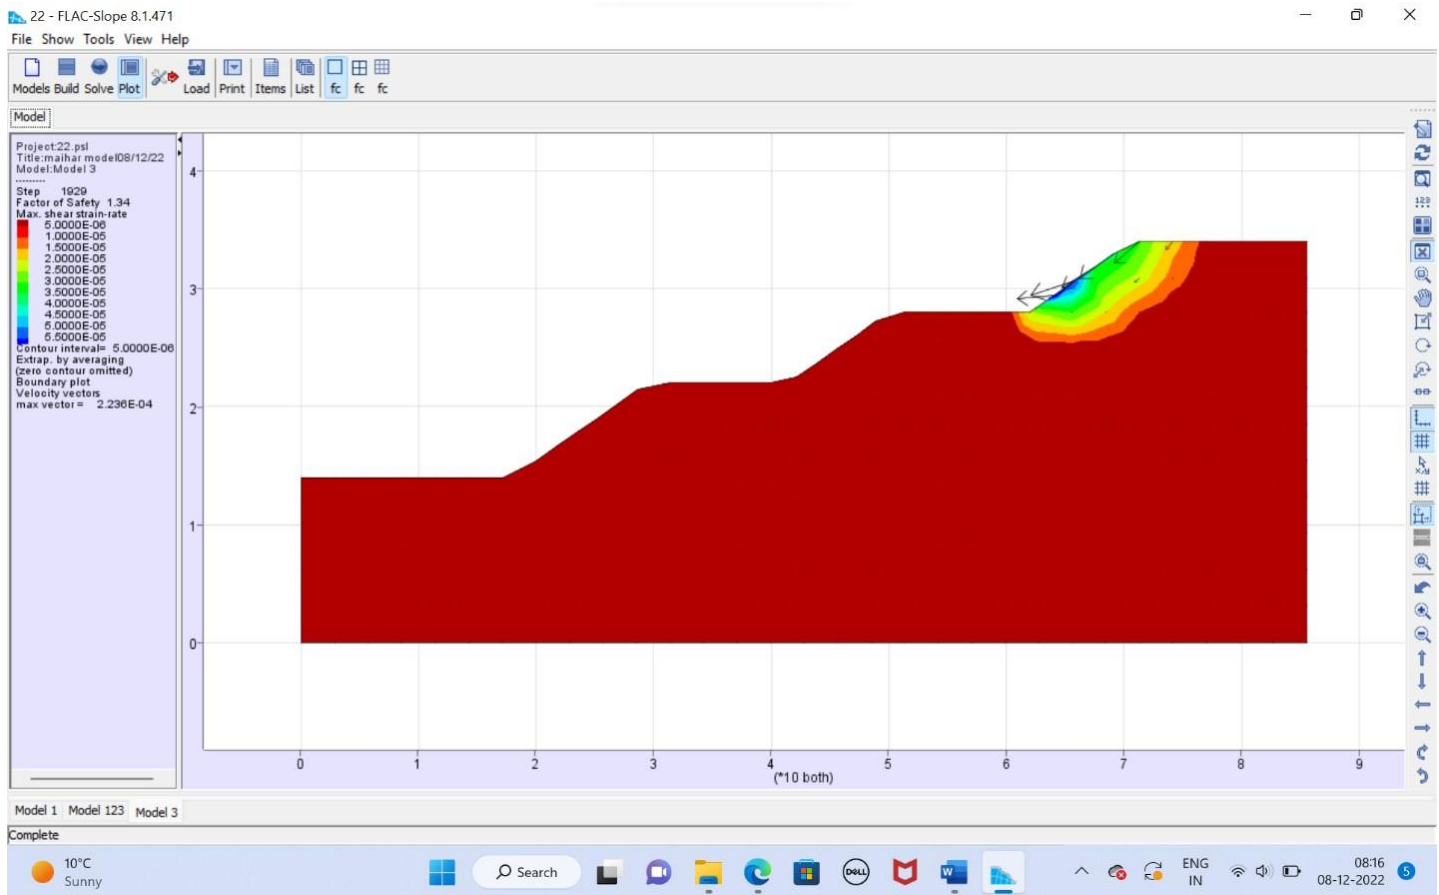 22 - FLAC-Slope 8.1.471
File Show Tools View Help
Models Build Solve Plot Load Print Items List fc fc fc
Model
Project:22.psl
Title:maihar model08/12/22
Model:Model 3
----------
Step 1929
Factor of Safety 1.34
Max. shear strain-rate
5.0000E-06
1.0000E-05
1.5000E-05
2.0000E-05
2.5000E-05
3.0000E-05
3.5000E-05
4.0000E-05
4.5000E-05
5.0000E-05
5.5000E-05
Contour interval= 5.0000E-06
Extrap. by averaging
(zero contour omitted)
Boundary plot
Velocity vectors
max vector = 2.236E-04
4
3
2
1
0
0 1 2 3 4 5 6 7 8 9
(*10 both)
123
x,y
Model 1 Model 123 Model 3
Complete
10°C
Sunny
Search
DELL
W
ENG
IN
08:16
08-12-2022
5